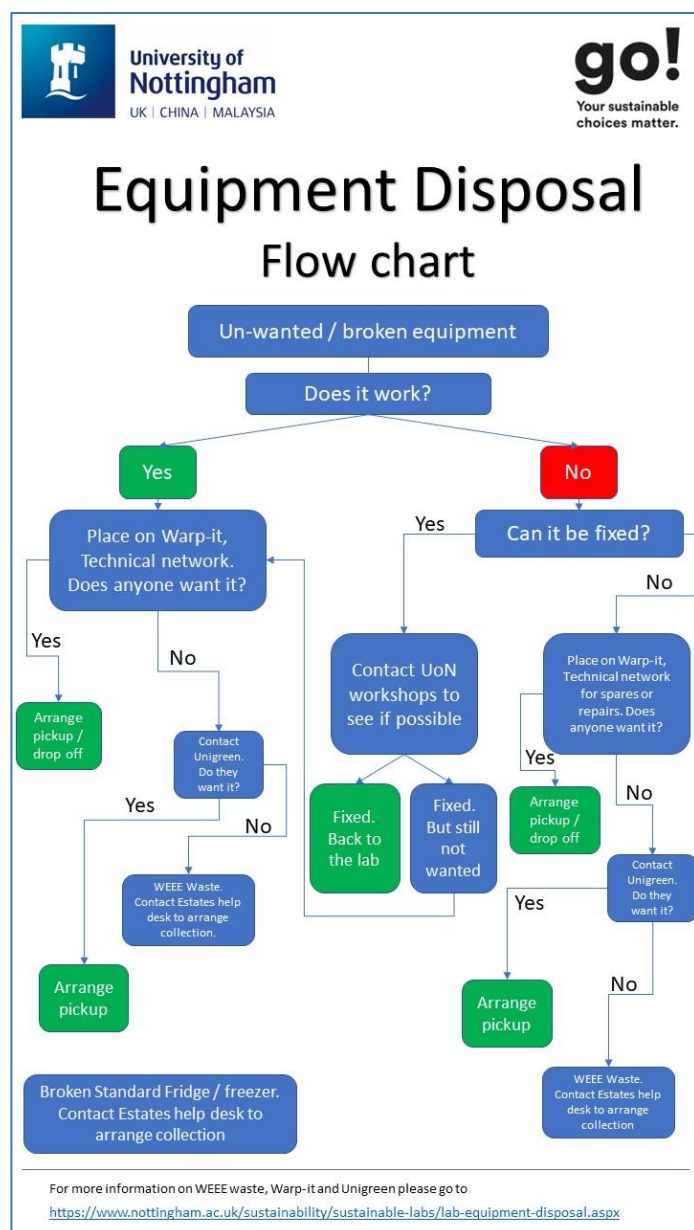 University of
Nottingham
UK | CHINA | MALAYSIA
go!
Your sustainable
choices matter.
Equipment Disposal
Flow chart
Un-wanted / broken equipment
Does it work?
Yes
No
Place on Warp-it,
Technical network.
Does anyone want it?
Yes
Can it be fixed?
No
Yes
No
Arrange
pickup /
drop off
Contact
Unigreen.
Do they
want it?
Yes
No
WEEE Waste.
Contact Estates help
desk to arrange
collection.
Arrange
pickup
Contact UoN
workshops to
see if possible
Fixed.
Back to
the lab
Fixed.
But still
not
wanted
Place on Warp-it,
Technical network
for spares or
repairs. Does
anyone want it?
Yes
Arrange
pickup /
drop off
No
Contact
Unigreen.
Do they
want it?
Yes
Arrange
pickup
No
WEEE Waste.
Contact Estates help
desk to arrange
collection
Broken Standard Fridge / freezer.
Contact Estates help desk to
arrange collection
For more information on WEEE waste, Warp-it and Unigreen please go to
https://www.nottingham.ac.uk/sustainability/sustainable-labs/lab-equipment-disposal.aspx